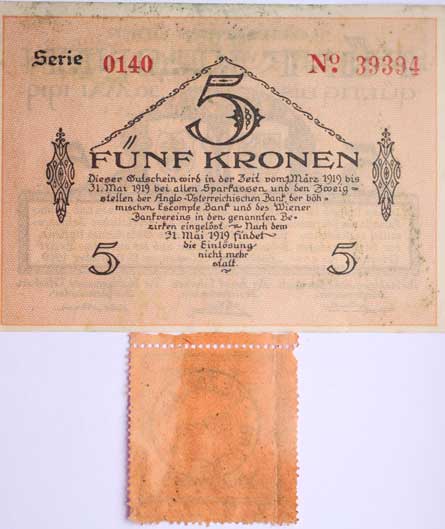 Serie 0140 No 39394
5
FÜNF KRONEN
Dieser Gutschein wird in der Zeit vom 1. März 1919 bis
31. Mai 1919 bei allen Sparkassen und den Zweig=
stellen der Anglo-Österreichischen Bank, der böh=
mischen Escompte Bank und des Wiener
Bankvereins in den genannten Be=
zirken eingelöst ~ Nach dem
31. Mai 1919 findet
die Einlösung
nicht mehr
statt.
5 5